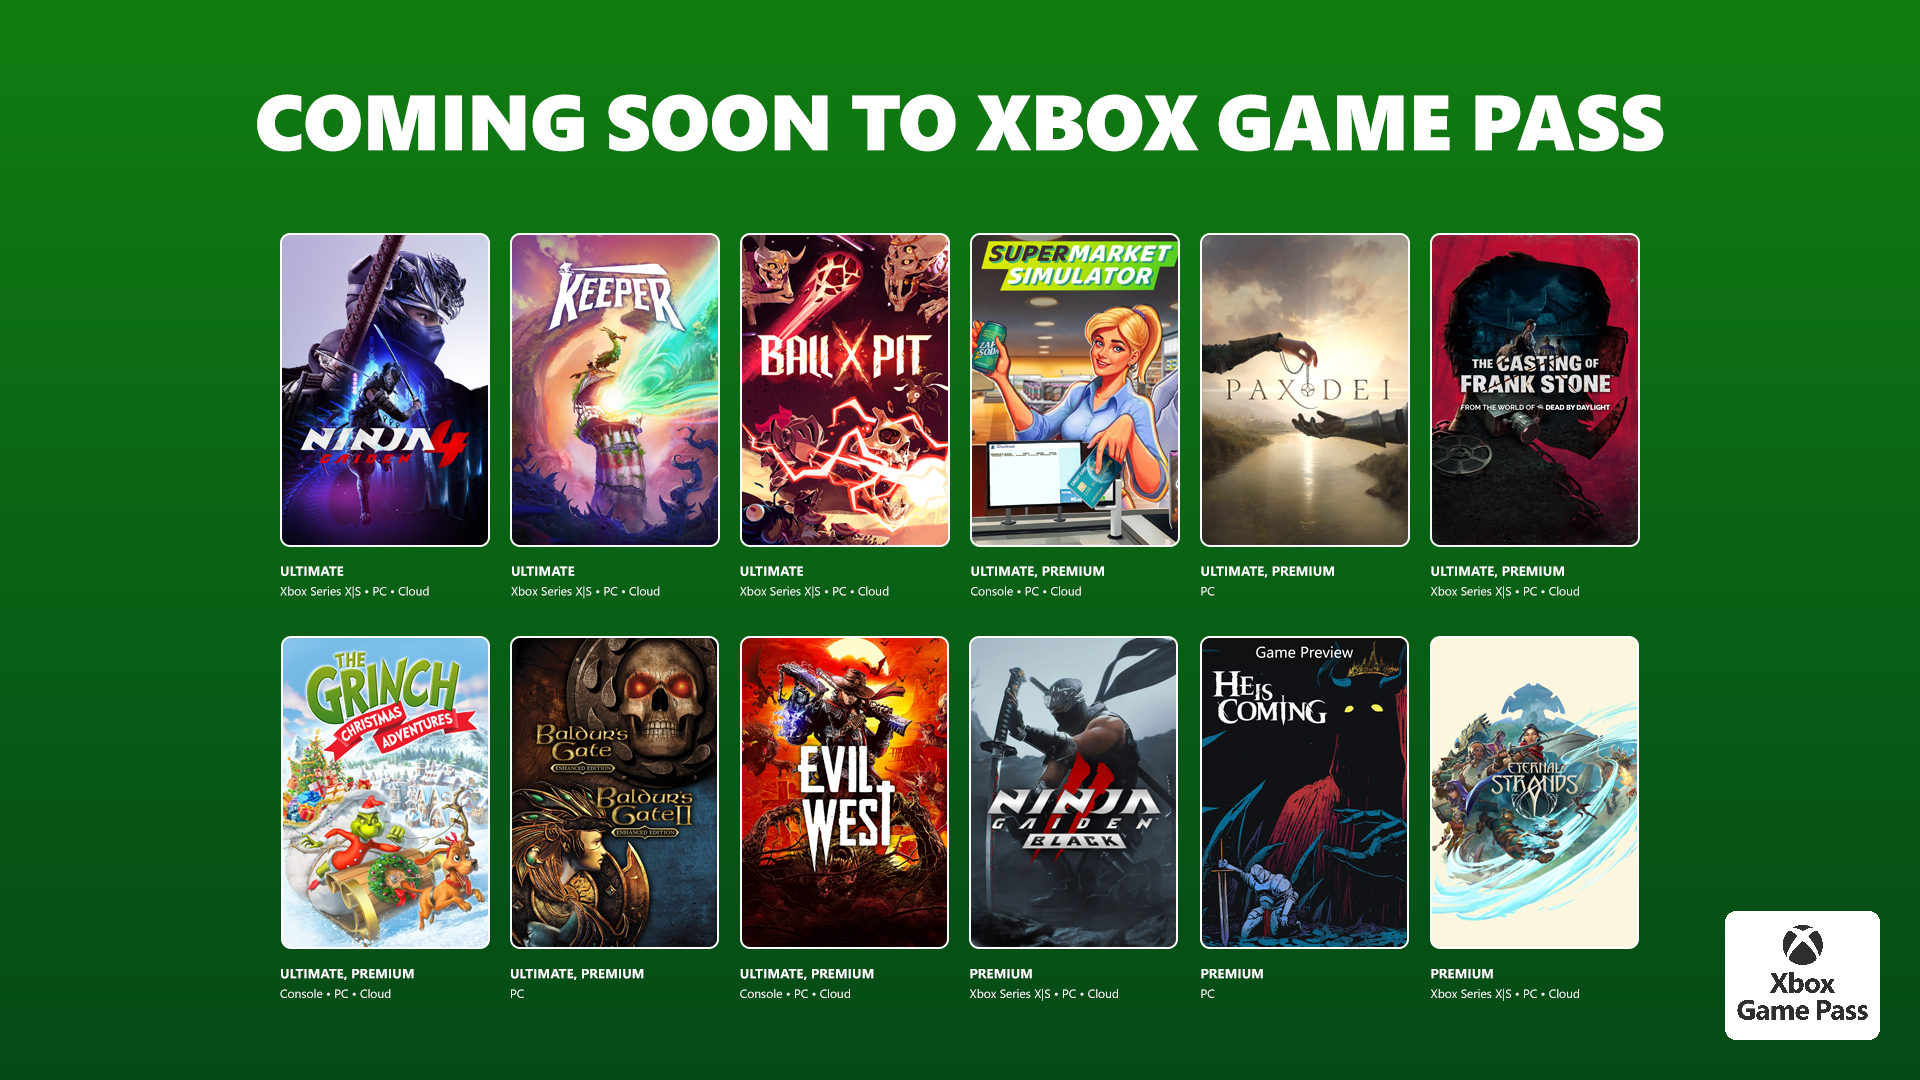 COMING SOON TO XBOX GAME PASS
NINJA 4
GAIDEN
ULTIMATE
Xbox Series X|S • PC • Cloud
KEEPER
ULTIMATE
Xbox Series X|S • PC • Cloud
BALL X PIT
ULTIMATE
Xbox Series X|S • PC • Cloud
SUPERMARKET
SIMULATOR
ZAP
SODA
ULTIMATE, PREMIUM
Console • PC • Cloud
PAX DEI
ULTIMATE, PREMIUM
PC
THE CASTING OF
FRANK STONE
FROM THE WORLD OF DEAD BY DAYLIGHT
ULTIMATE, PREMIUM
Xbox Series X|S • PC • Cloud
THE
GRINCH
CHRISTMAS
ADVENTURES
ULTIMATE, PREMIUM
Console • PC • Cloud
BALDUR'S
GATE
ENHANCED EDITION
BALDUR'S
GATE II
ENHANCED EDITION
ULTIMATE, PREMIUM
PC
EVIL
WEST
ULTIMATE, PREMIUM
Console • PC • Cloud
NINJA
GAIDEN II
BLACK
PREMIUM
Xbox Series X|S • PC • Cloud
Game Preview
HE IS
COMING
PREMIUM
PC
ETERNAL
STRANDS
PREMIUM
Xbox Series X|S • PC • Cloud
Xbox
Game Pass